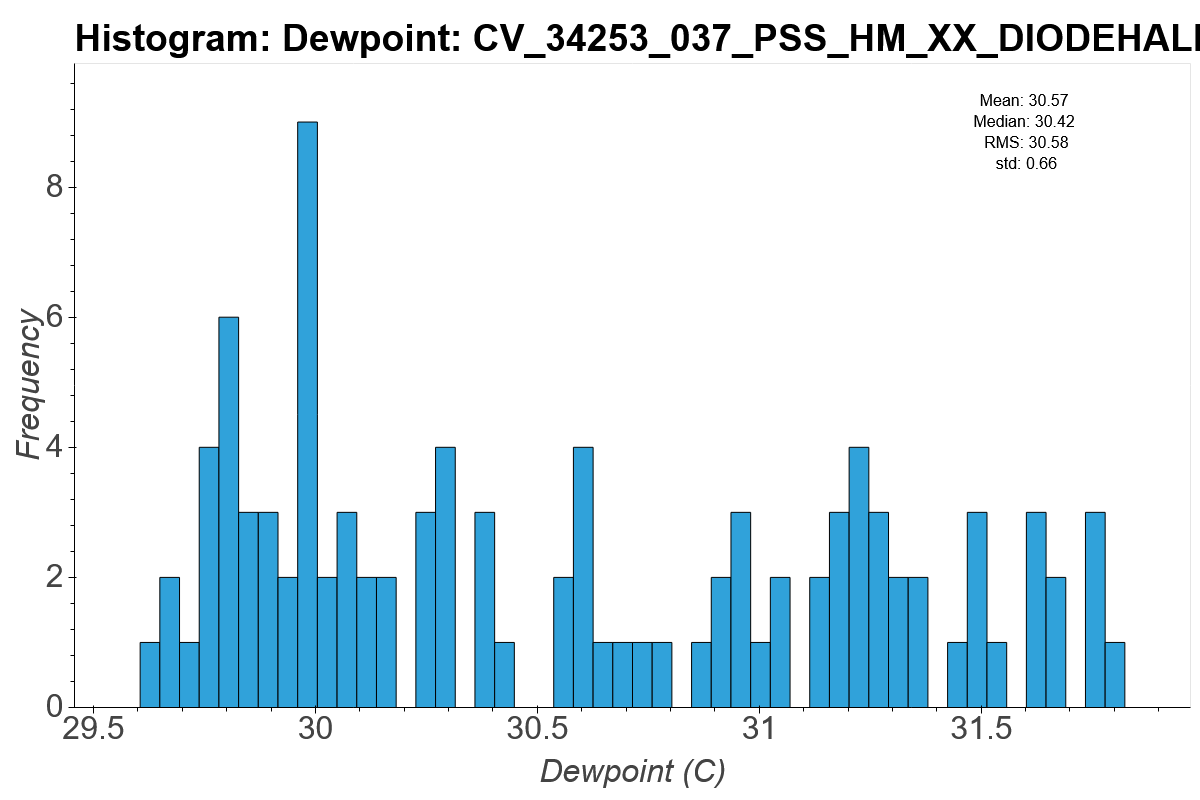 Histogram: Dewpoint: CV_34253_037_PSS_HM_XX_DIODEHAL
Mean: 30.57
Median: 30.42
RMS: 30.58
std: 0.66
Frequency
8
6
4
2
0
29.5 30 30.5 31 31.5
Dewpoint (C)